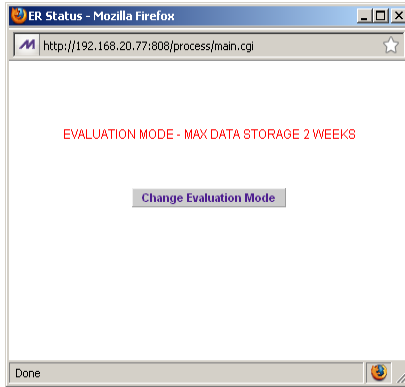 ER Status - Mozilla Firefox
http://192.168.20.77:808/process/main.cgi
EVALUATION MODE - MAX DATA STORAGE 2 WEEKS
Change Evaluation Mode
Done